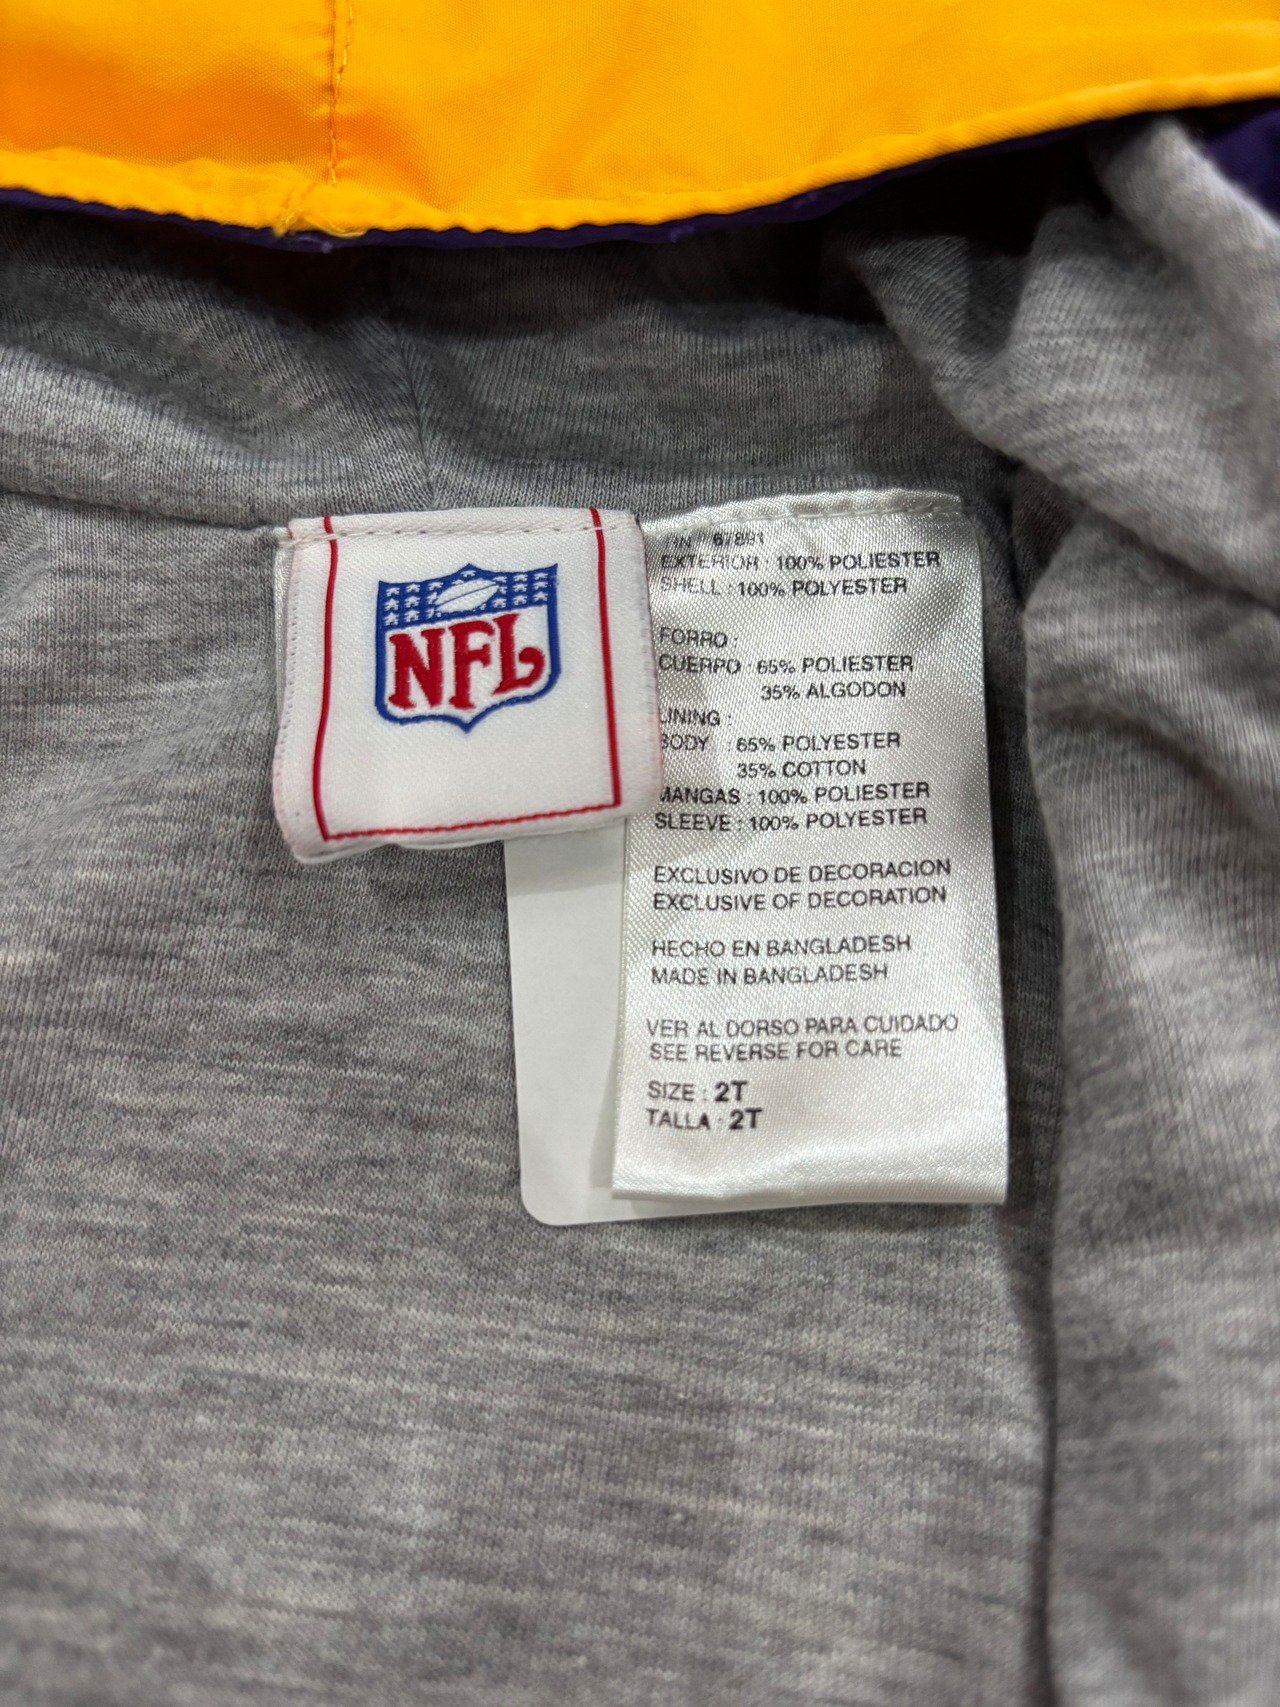 NFL
RN 67891
EXTERIOR : 100% POLIESTER
SHELL : 100% POLYESTER
FORRO :
CUERPO : 65% POLIESTER
35% ALGODON
LINING :
BODY : 65% POLYESTER
35% COTTON
MANGAS : 100% POLIESTER
SLEEVE : 100% POLYESTER
EXCLUSIVO DE DECORACION
EXCLUSIVE OF DECORATION
HECHO EN BANGLADESH
MADE IN BANGLADESH
VER AL DORSO PARA CUIDADO
SEE REVERSE FOR CARE
SIZE : 2T
TALLA : 2T